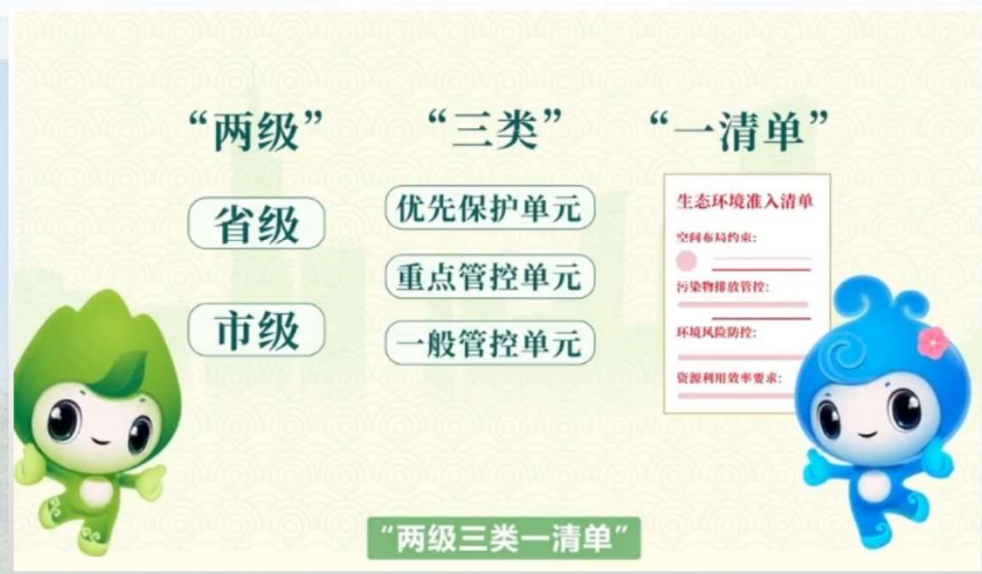 “两级”
省级
市级
“三类”
优先保护单元
重点管控单元
一般管控单元
“一清单”
生态环境准入清单
空间布局约束：
污染物排放管控：
环境风险防控：
资源利用效率要求：
“两级三类一清单”